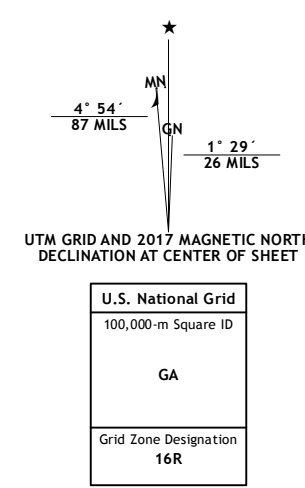 MN
4° 54´
87 MILS
GN
1° 29´
26 MILS
UTM GRID AND 2017 MAGNETIC NORTH
DECLINATION AT CENTER OF SHEET
U.S. National Grid
100,000-m Square ID
GA
Grid Zone Designation
16R